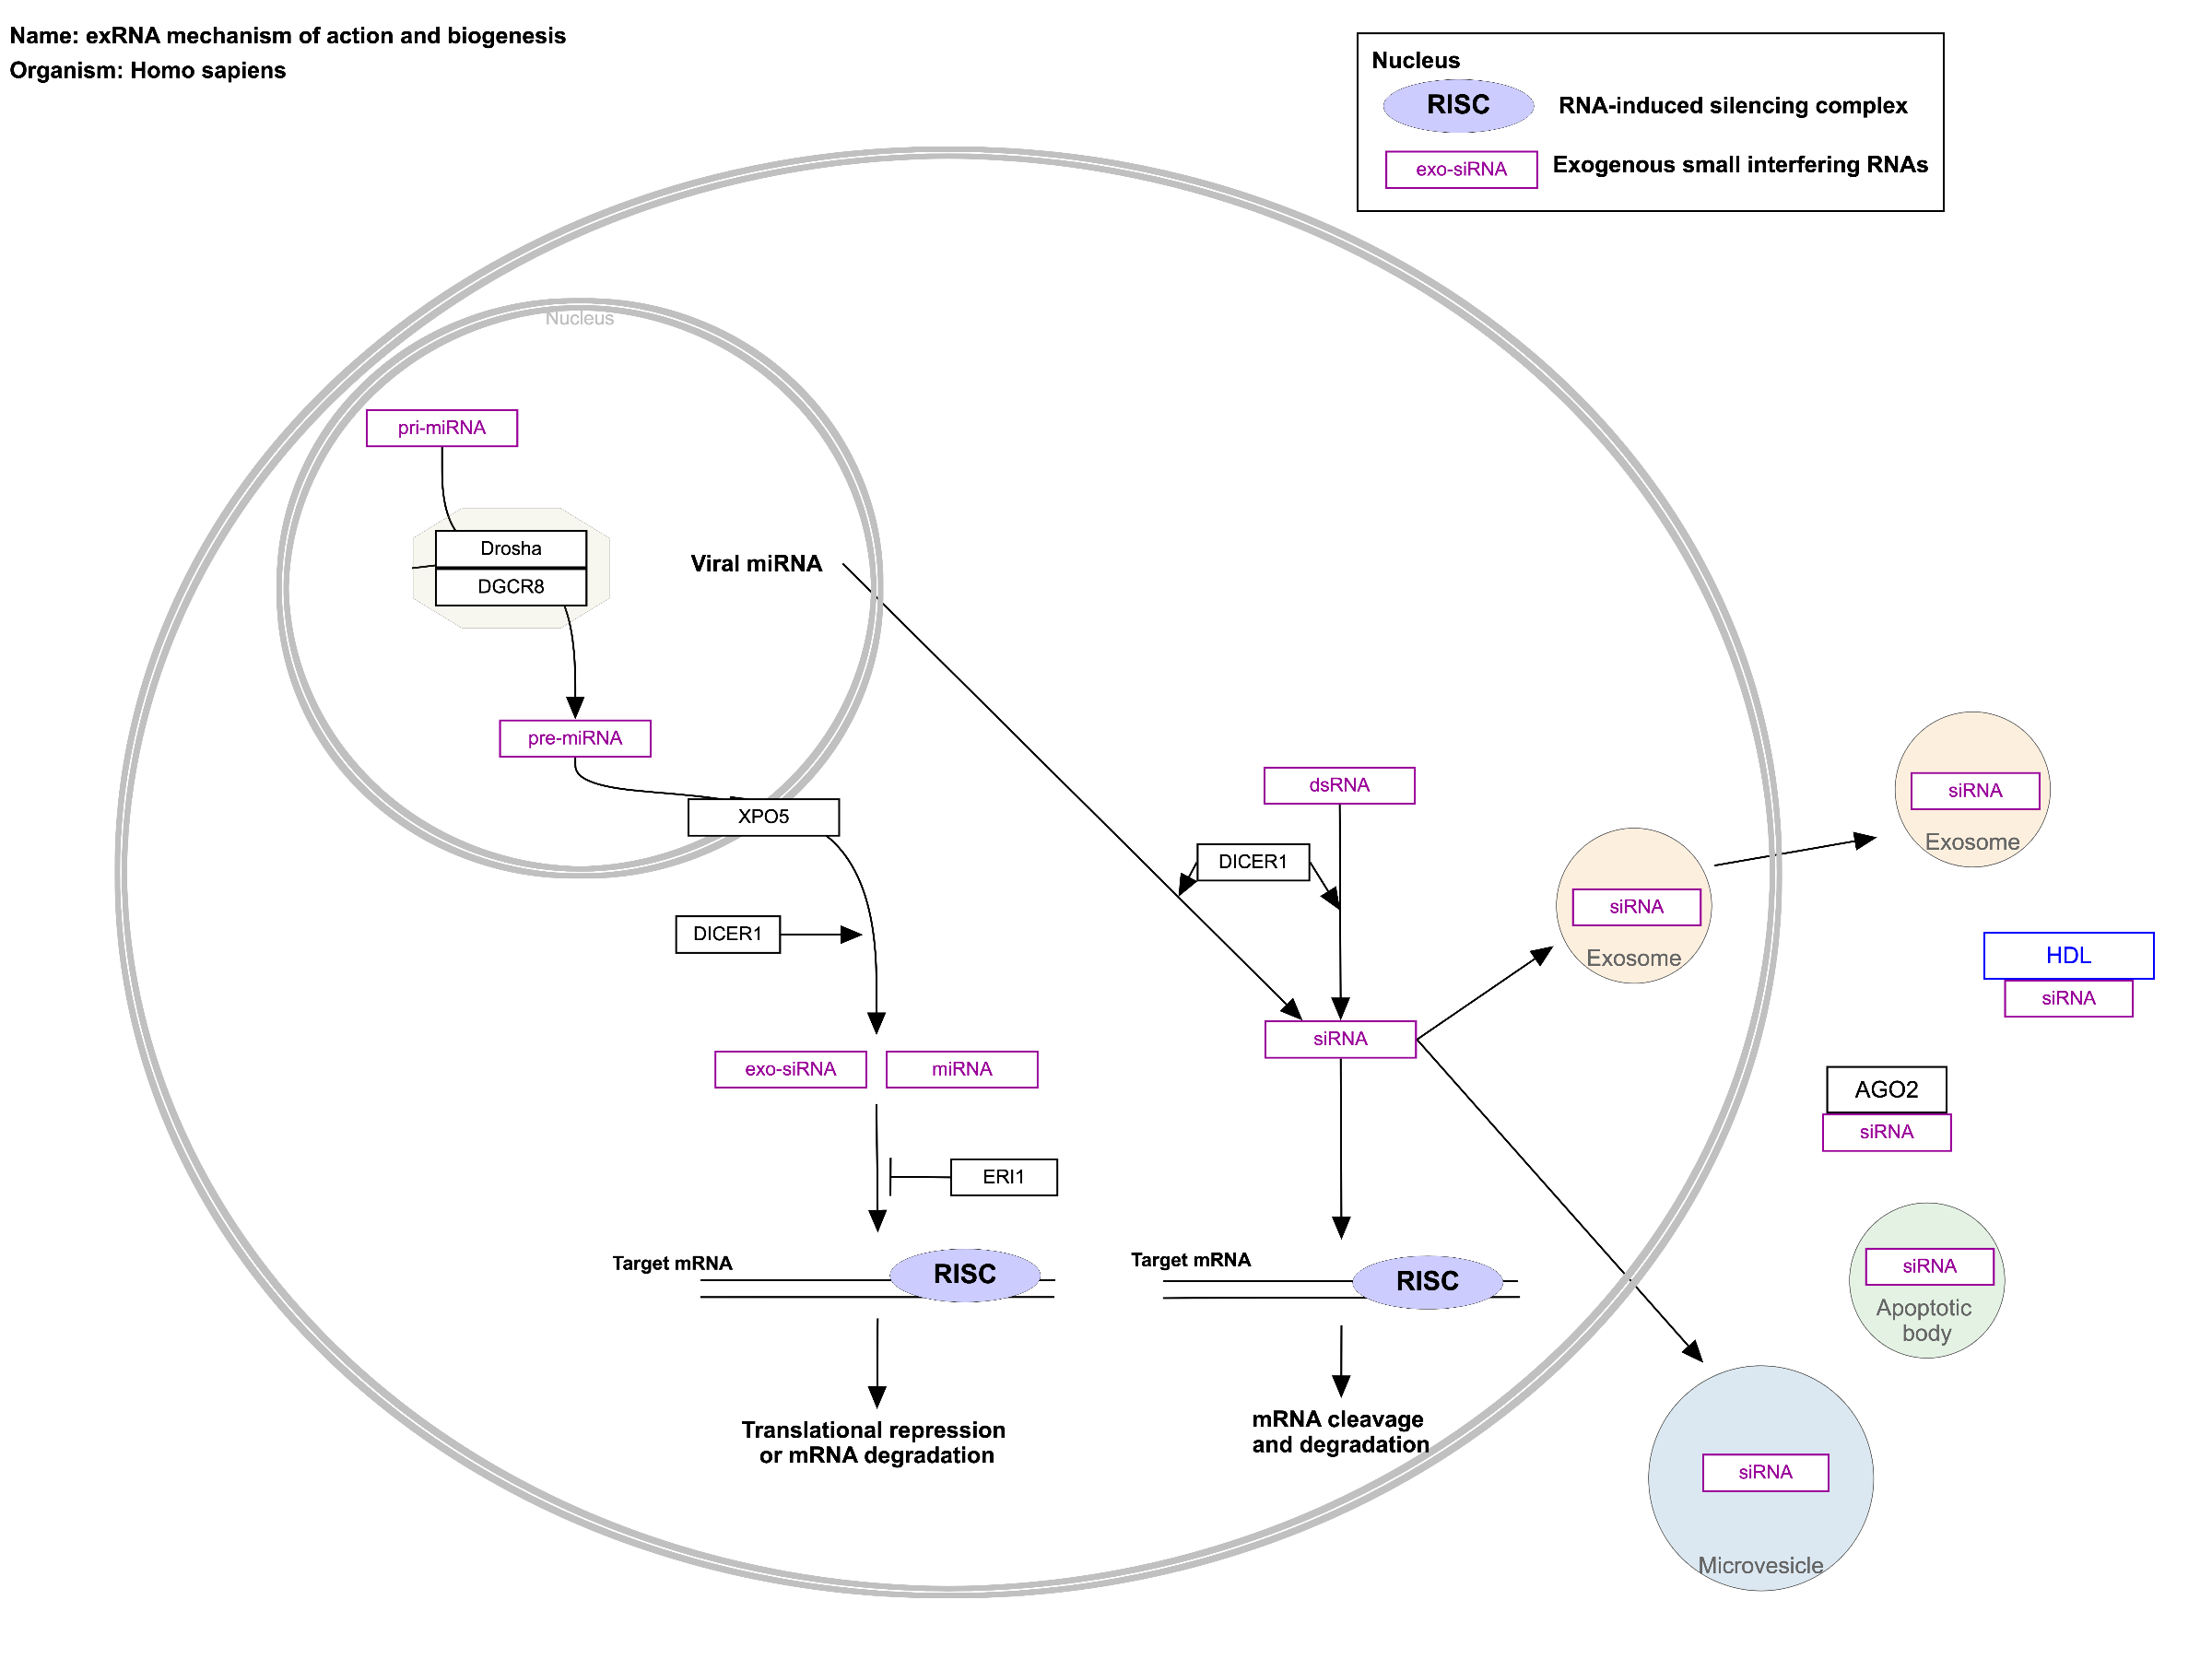 Name: exRNA mechanism of action and biogenesis
Organism: Homo sapiens
Nucleus
RISC RNA-induced silencing complex
exo-siRNA Exogenous small interfering RNAs
Nucleus
pri-miRNA
Drosha
DGCR8
Viral miRNA
pre-miRNA
XPO5
DICER1
exo-siRNA miRNA
ERI1
Target mRNA
RISC
Translational repression
or mRNA degradation
dsRNA
DICER1
siRNA
Target mRNA
RISC
mRNA cleavage
and degradation
siRNA
Exosome
siRNA
Exosome
HDL
siRNA
AGO2
siRNA
siRNA
Apoptotic
body
siRNA
Microvesicle